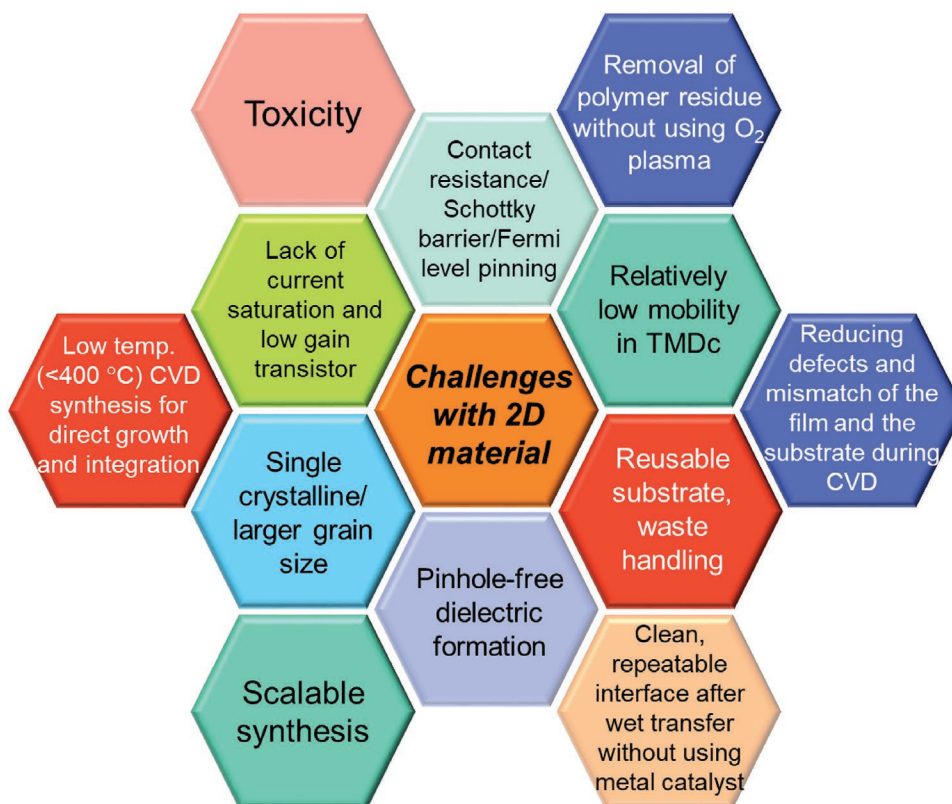 Toxicity
Removal of
polymer residue
without using O₂
plasma
Contact
resistance/
Schottky
barrier/Fermi
level pinning
Lack of
current
saturation and
low gain
transistor
Relatively
low mobility
in TMDc
Low temp.
(<400 °C) CVD
synthesis for
direct growth
and integration
Challenges
with 2D
material
Reducing
defects and
mismatch of the
film and the
substrate during
CVD
Single
crystalline/
larger grain
size
Reusable
substrate,
waste
handling
Pinhole-free
dielectric
formation
Scalable
synthesis
Clean,
repeatable
interface after
wet transfer
without using
metal catalyst